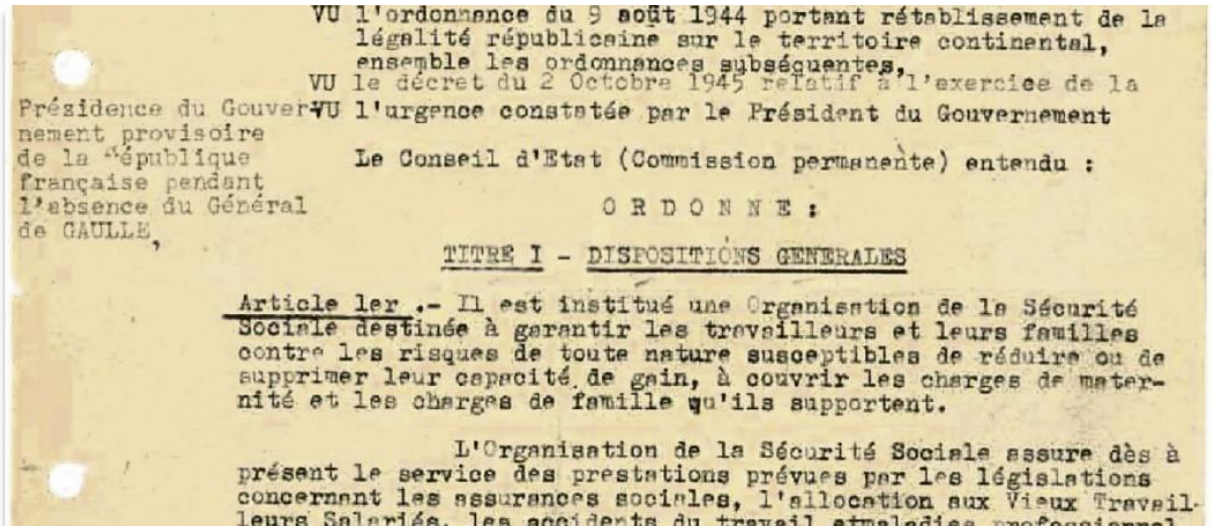 VU l'ordonnance du 9 août 1944 portant rétablissement de la
légalité républicaine sur le territoire continental,
ensemble les ordonnances subséquentes,
VU le décret du 2 Octobre 1945 relatif à l'exercice de la
Présidence du Gouver-
nement provisoire
de la République
française pendant
l'absence du Général
de GAULLE,
VU l'urgence constatée par le Président du Gouvernement
Le Conseil d'Etat (Commission permanente) entendu :
O R D O N N E :
TITRE I - DISPOSITIONS GENERALES
Article 1er .- Il est institué une Organisation de la Sécurité
Sociale destinée à garantir les travailleurs et leurs familles
contre les risques de toute nature susceptibles de réduire ou de
supprimer leur capacité de gain, à couvrir les charges de mater-
nité et les charges de famille qu'ils supportent.
L'Organisation de la Sécurité Sociale assure dès à
présent le service des prestations prévues par les législations
concernant les assurances sociales, l'allocation aux Vieux Travail-
leurs Salariés, les accidents du travail etmaladies professionnel